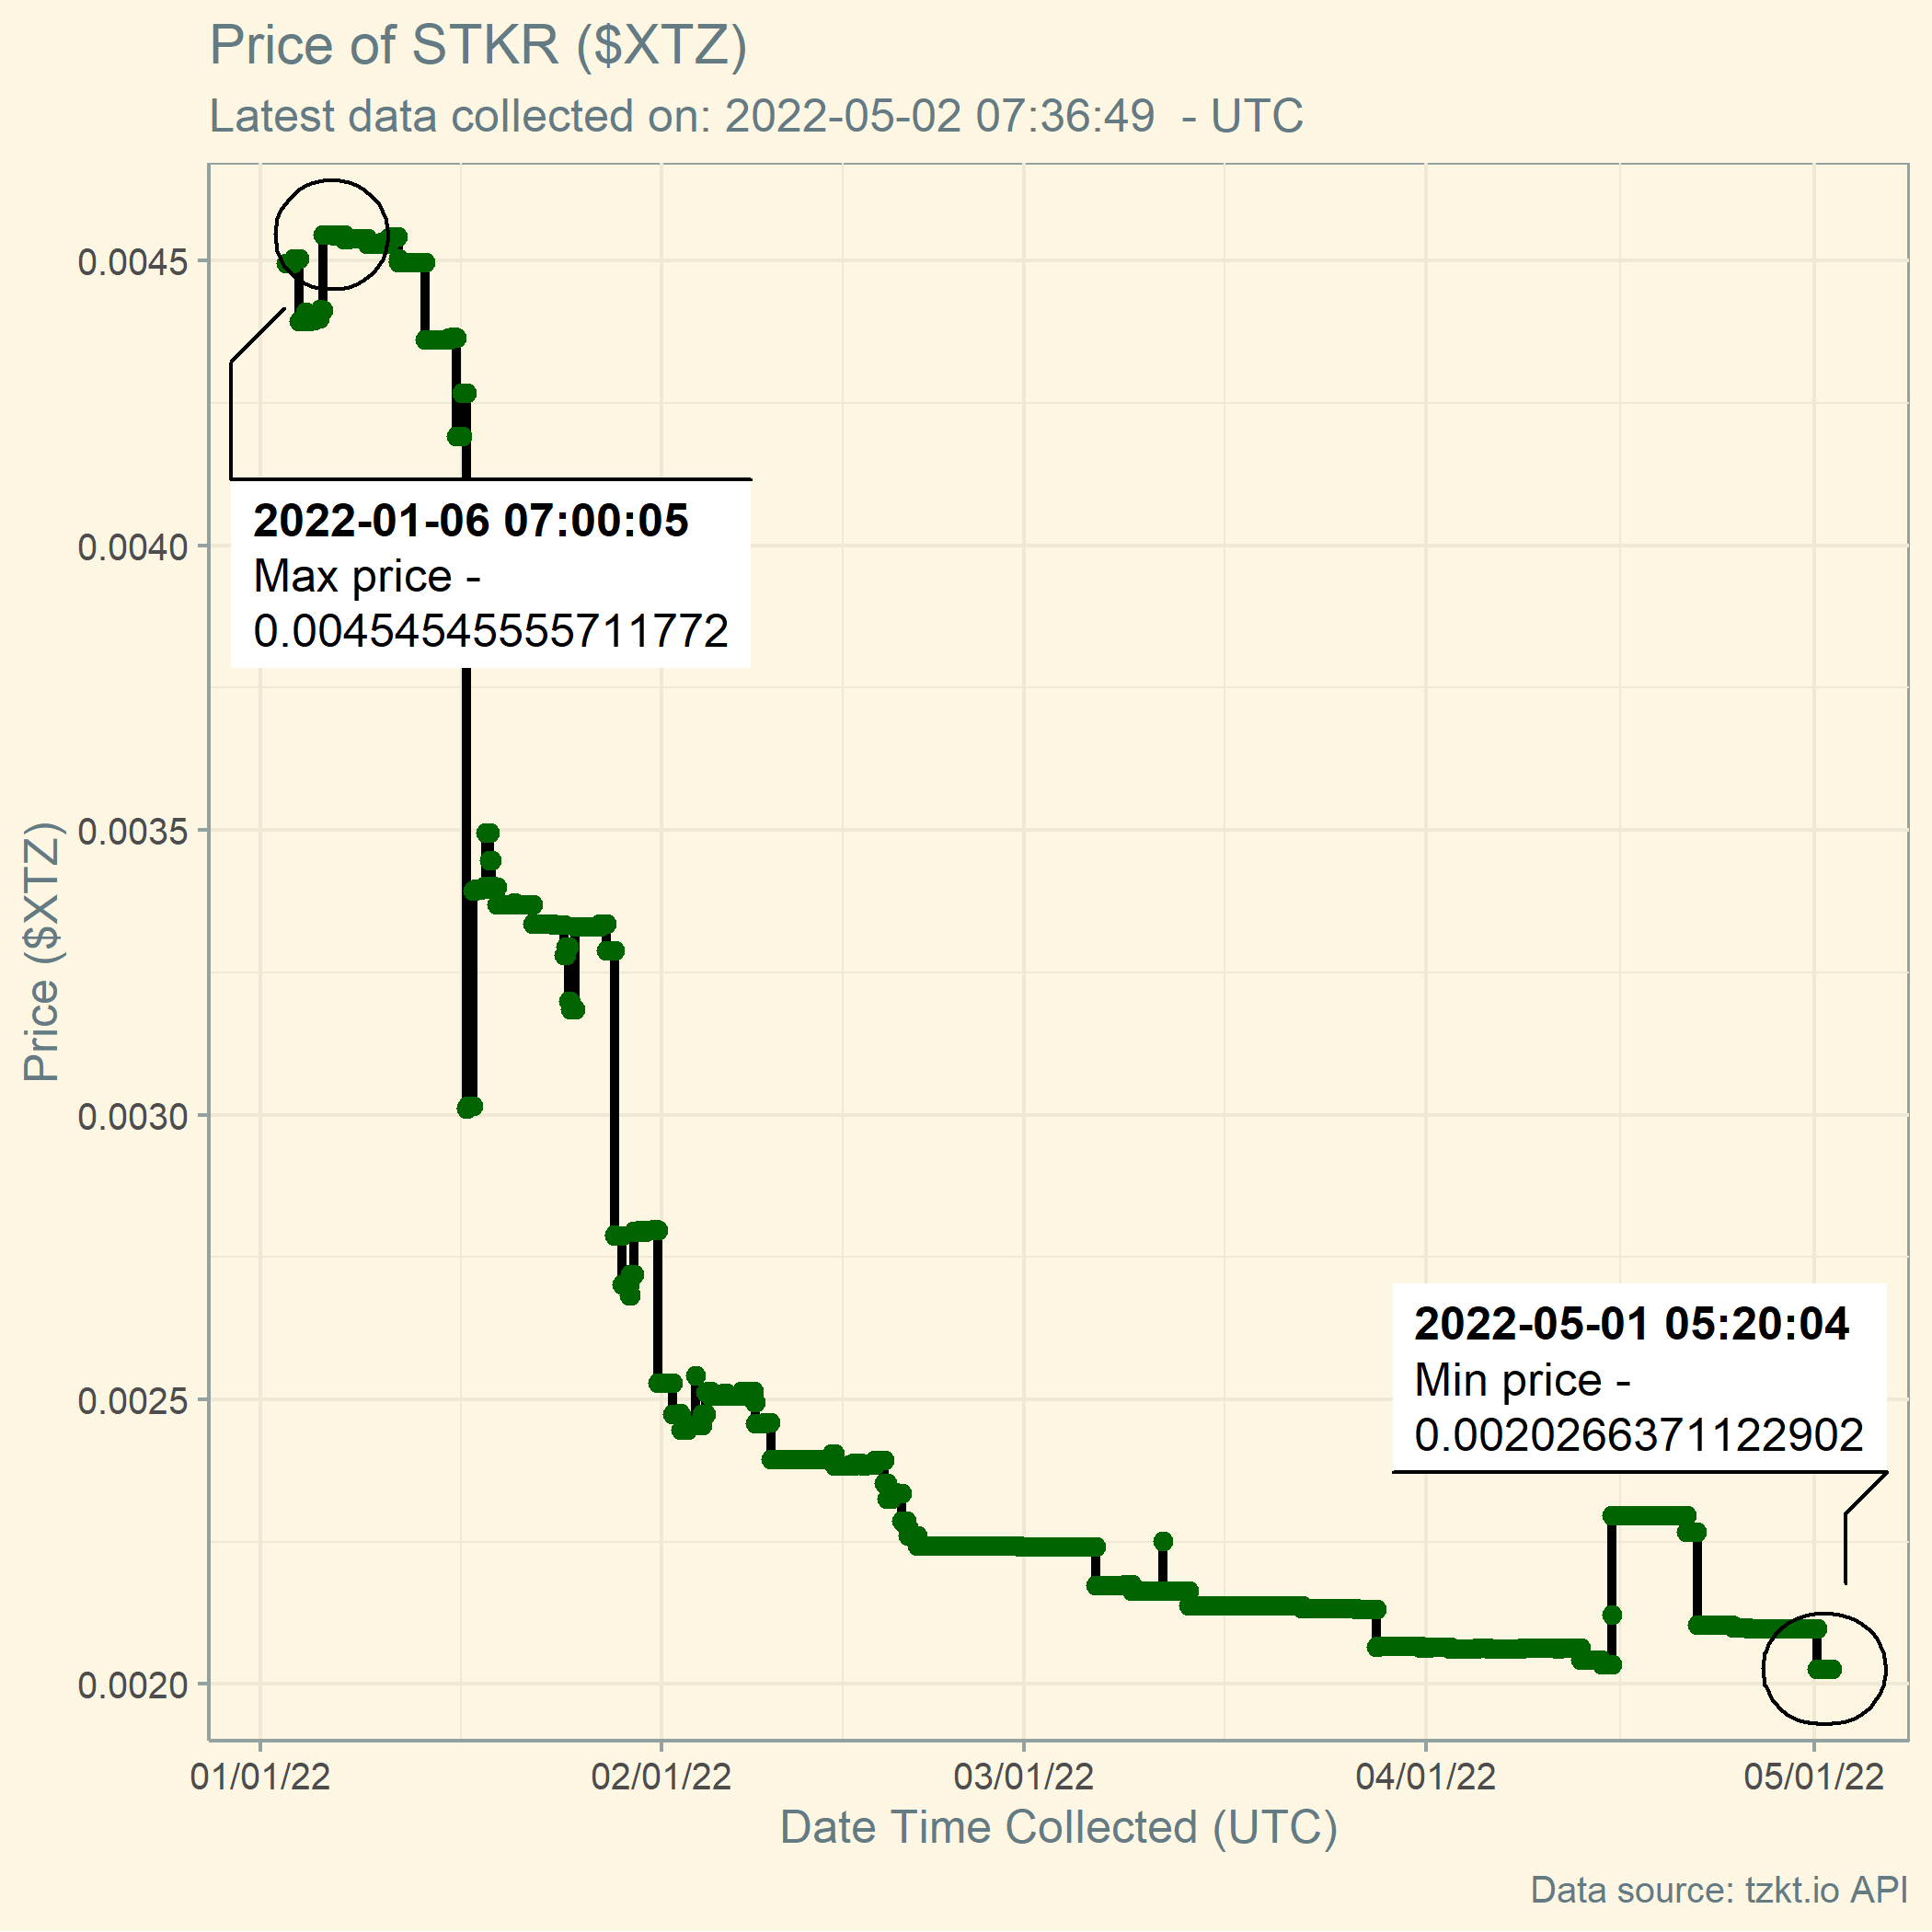 Price of STKR ($XTZ)
Latest data collected on: 2022-05-02 07:36:49  - UTC
Price ($XTZ)
0.0045
0.0040
0.0035
0.0030
0.0025
0.0020
2022-01-06 07:00:05
Max price -
0.00454545555711772
2022-05-01 05:20:04
Min price -
0.0020266371122902
01/01/22
02/01/22
03/01/22
04/01/22
05/01/22
Date Time Collected (UTC)
Data source: tzkt.io API